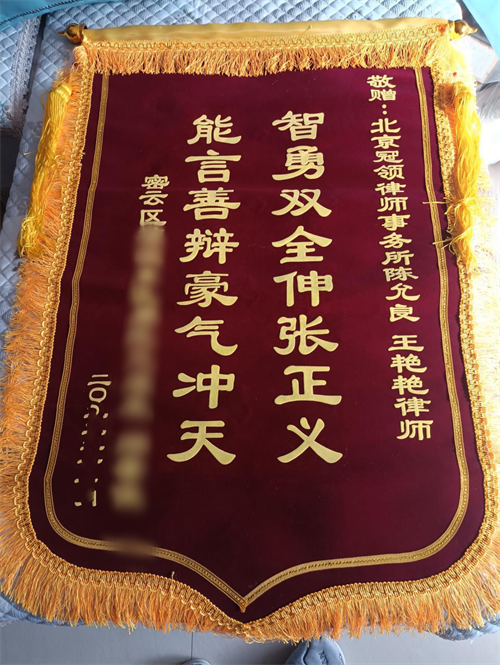 敬赠：北京冠领律师事务所陈允良 王艳艳律师
智勇双全伸张正义
能言善辩豪气冲天
密云区
二〇